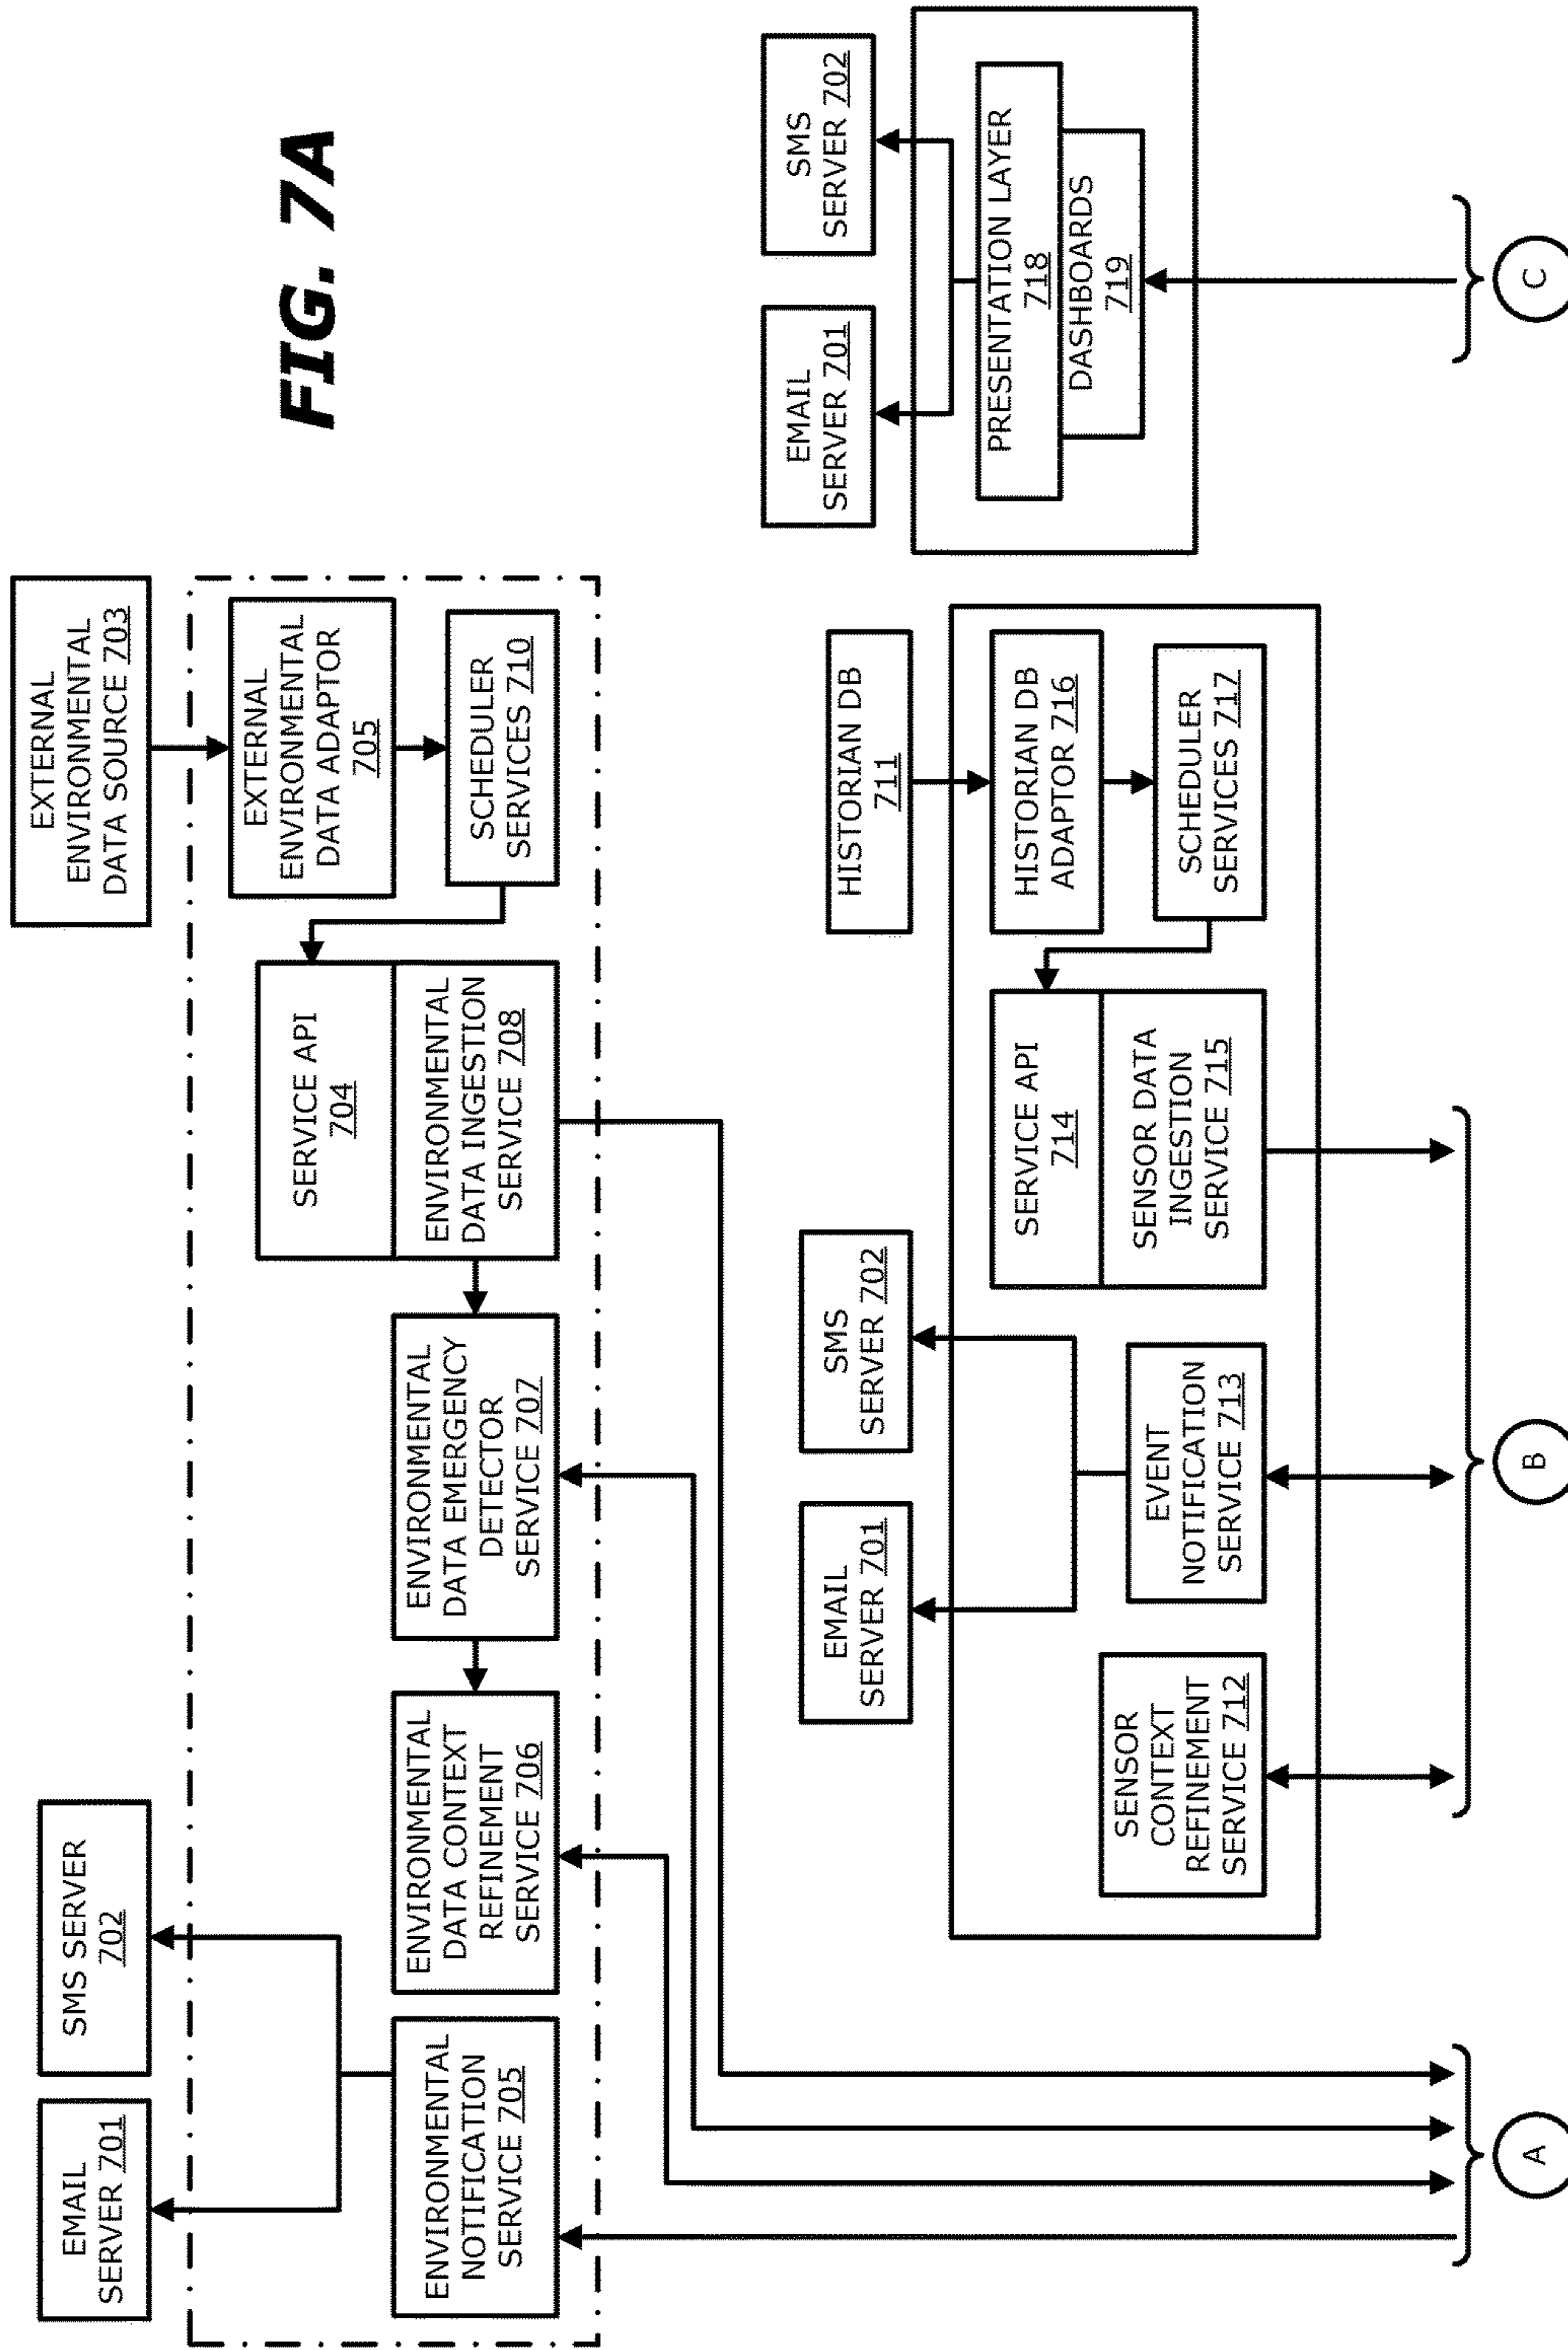 FIG. 7A
EMAIL
SERVER 701
SMS SERVER
702
EXTERNAL
ENVIRONMENTAL
DATA SOURCE 703
ENVIRONMENTAL
NOTIFICATION
SERVICE 705
ENVIRONMENTAL
DATA CONTEXT
REFINEMENT
SERVICE 706
ENVIRONMENTAL
DATA EMERGENCY
DETECTOR
SERVICE 707
SERVICE API
704
ENVIRONMENTAL
DATA INGESTION
SERVICE 708
EXTERNAL
ENVIRONMENTAL
DATA ADAPTOR
705
SCHEDULER
SERVICES 710
EMAIL
SERVER 701
SMS
SERVER 702
HISTORIAN DB
711
SENSOR
CONTEXT
REFINEMENT
SERVICE 712
EVENT
NOTIFICATION
SERVICE 713
SERVICE API
714
SENSOR DATA
INGESTION
SERVICE 715
HISTORIAN DB
ADAPTOR 716
SCHEDULER
SERVICES 717
EMAIL
SERVER 701
SMS
SERVER 702
PRESENTATION LAYER
718
DASHBOARDS
719
A
B
C